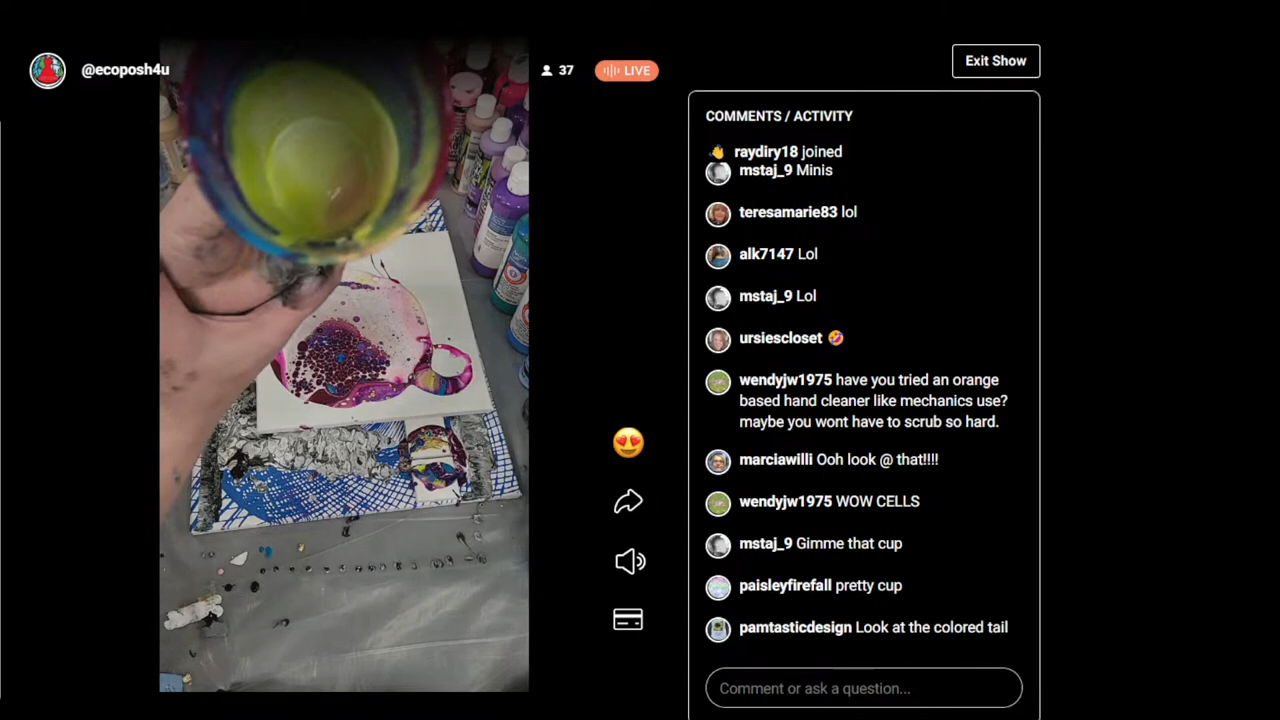 @ecoposh4u
37
LIVE
Exit Show
COMMENTS / ACTIVITY
👋 raydiry18 joined
mstaj_9 Minis
teresamarie83 lol
alk7147 Lol
mstaj_9 Lol
ursiescloset 🤣
wendyjw1975 have you tried an orange
based hand cleaner like mechanics use?
maybe you wont have to scrub so hard.
marciawilli Ooh look @ that!!!!
wendyjw1975 WOW CELLS
mstaj_9 Gimme that cup
paisleyfirefall pretty cup
pamtasticdesign Look at the colored tail
Comment or ask a question...